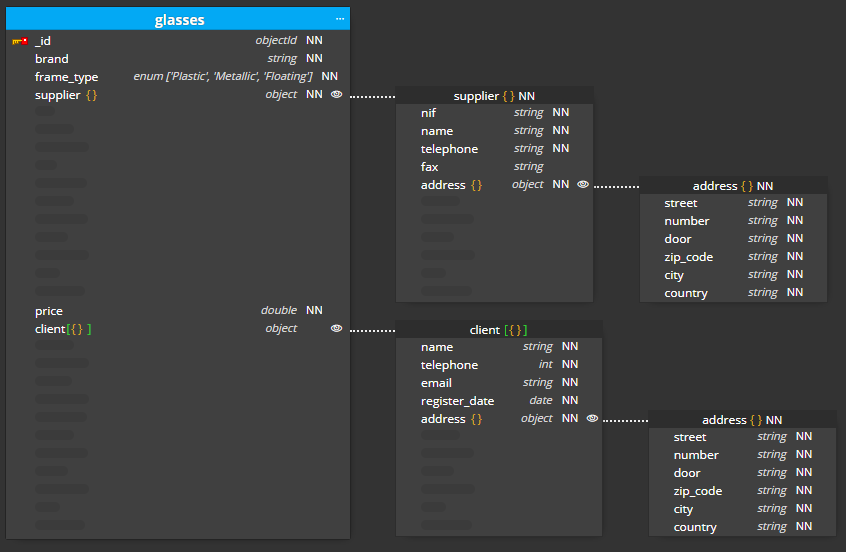 glasses ...
_id objectId NN
brand string NN
frame_type enum ['Plastic', 'Metallic', 'Floating'] NN
supplier {} object NN
price double NN
client[{} ] object
supplier {} NN
nif string NN
name string NN
telephone string NN
fax string
address {} object NN
address {} NN
street string NN
number string NN
door string NN
zip_code string NN
city string NN
country string NN
client [{}]
name string NN
telephone int NN
email string NN
register_date date NN
address {} object NN
address {} NN
street string NN
number string NN
door string NN
zip_code string NN
city string NN
country string NN